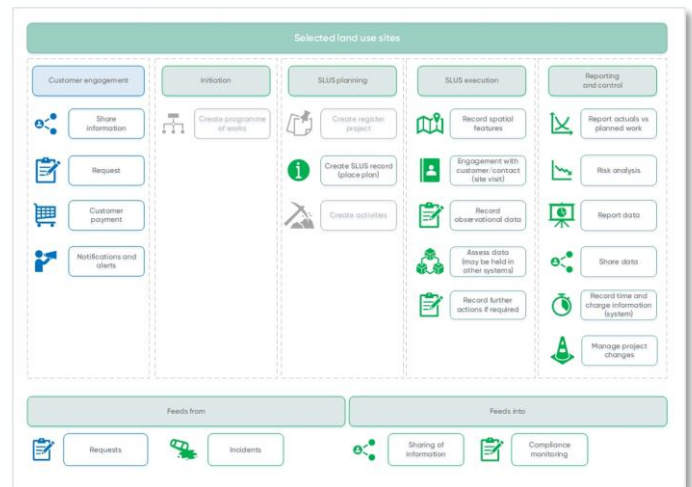 Selected land use sites
Customer engagement
Initiation
SLUS planning
SLUS execution
Reporting
and control
Share
information
Request
Customer
payment
Notifications and
alerts
Create programme
of works
Create register
project
Create SLUS record
(place plan)
Create activities
Record spatial
features
Engagement with
customer/contact
(site visit)
Record
observational data
Assess data
(may be held in
other systems)
Record further
actions if required
Report actuals vs
planned work
Risk analysis
Report data
Share data
Record time and
charge information
(system)
Manage project
changes
Feeds from
Feeds into
Requests
Incidents
Sharing of
information
Compliance
monitoring